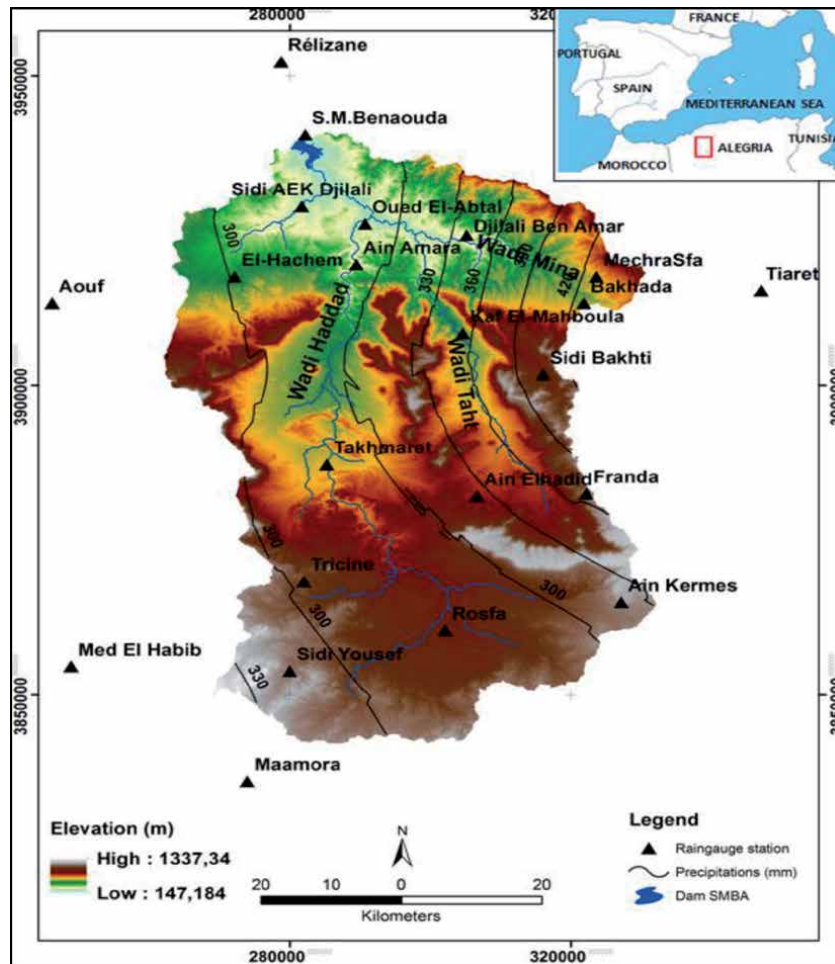 280000
320000
FRANCE
PORTUGAL
SPAIN
MEDITERRANEAN SEA
TUNISIA
ALEGRIA
MOROCCO
3950000
Rélizane
S.M.Benaouda
Sidi AEK Djilali
Oued El-Abtal
Djilali Ben Amar
Wadi Mina
300
El-Hachem
Ain Amara
330
360
420
MechraSfa
Bakhada
Aouf
Tiaret
Wadi Haddad
Kaf El-Mahboula
Wadi Taht
Sidi Bakhti
3900000
Takhmaret
Ain Elhadid
Franda
300
Tricine
300
300
Ain Kermes
Rosfa
Med El Habib
Sidi Yousef
330
3850000
3850000
Maamora
Elevation (m)
High : 1337,34
Low : 147,184
N
20 10 0 20
Kilometers
Legend
Raingauge station
Precipitations (mm)
Dam SMBA
280000
320000